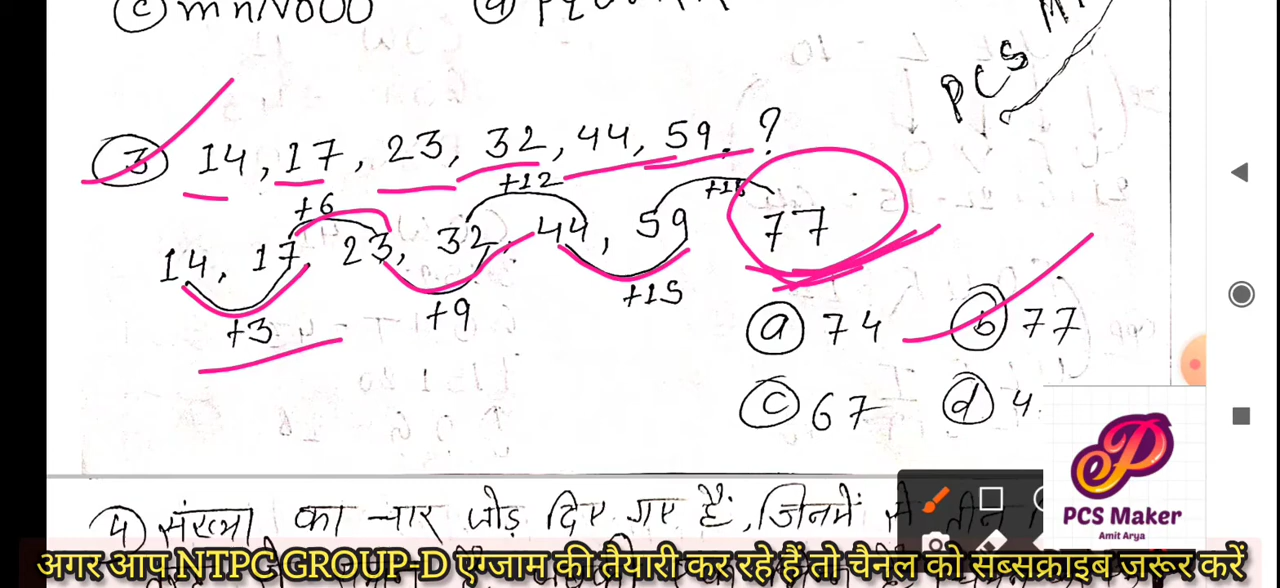 (c) mnNooo (d)
PCS
(3) 14, 17, 23, 32, 44, 59, ?
+6 +12 +18
14, 17, 23, 32, 44, 59 77
+3 +9 +15
(a) 74 (b) 77
(c) 67 (d) 4
(4) संख्या का चार जोड़ दिए गए हैं, जिनमें से तीन
PCS Maker
Amit Arya
अगर आप NTPC GROUP-D एग्जाम की तैयारी कर रहे हैं तो चैनल को सब्सक्राइब जरूर करें